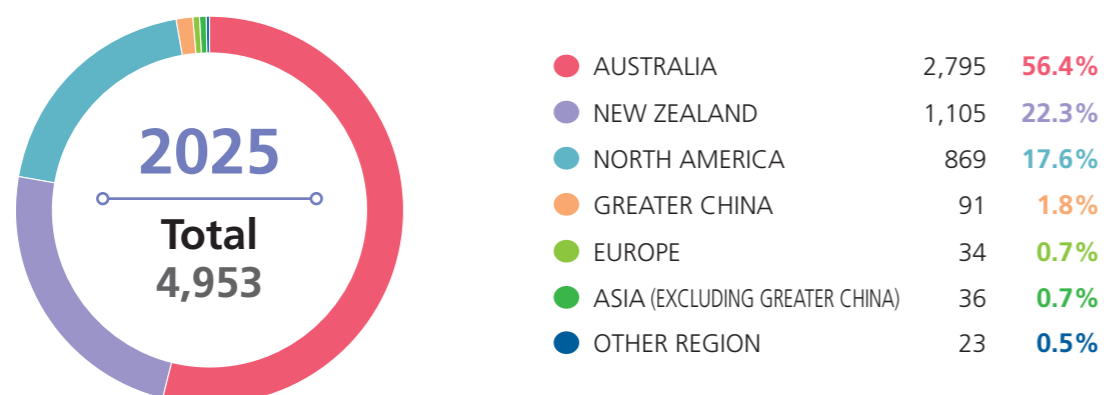 2025
Total
4,953
AUSTRALIA 2,795 56.4%
NEW ZEALAND 1,105 22.3%
NORTH AMERICA 869 17.6%
GREATER CHINA 91 1.8%
EUROPE 34 0.7%
ASIA (EXCLUDING GREATER CHINA) 36 0.7%
OTHER REGION 23 0.5%